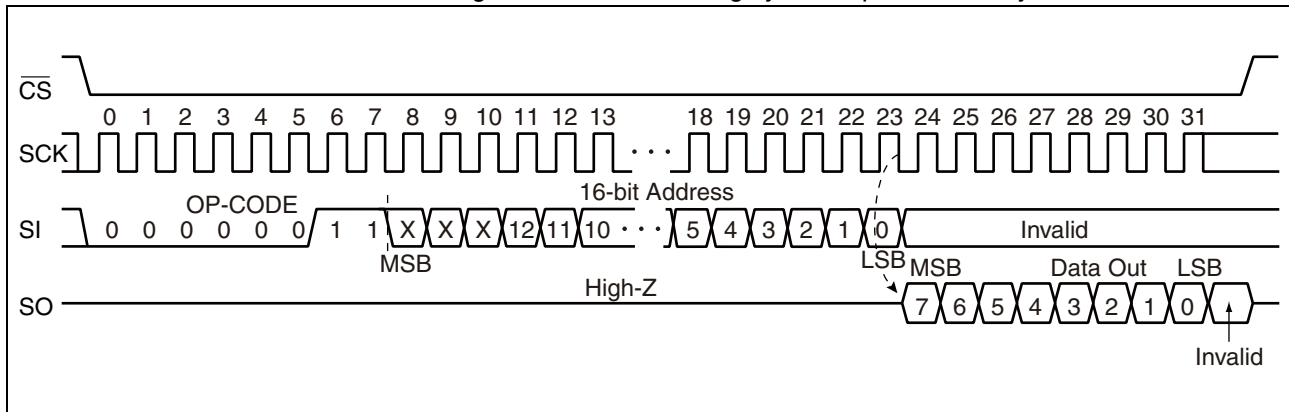 CS
0 1 2 3 4 5 6 7 8 9 10 11 12 13 18 19 20 21 22 23 24 25 26 27 28 29 30 31
SCK
···
16-bit Address
OP-CODE
SI 0 0 0 0 0 0 1 1 X X X 12 11 10 ··· 5 4 3 2 1 0 Invalid
MSB LSB MSB Data Out LSB
High-Z
SO 7 6 5 4 3 2 1 0
Invalid